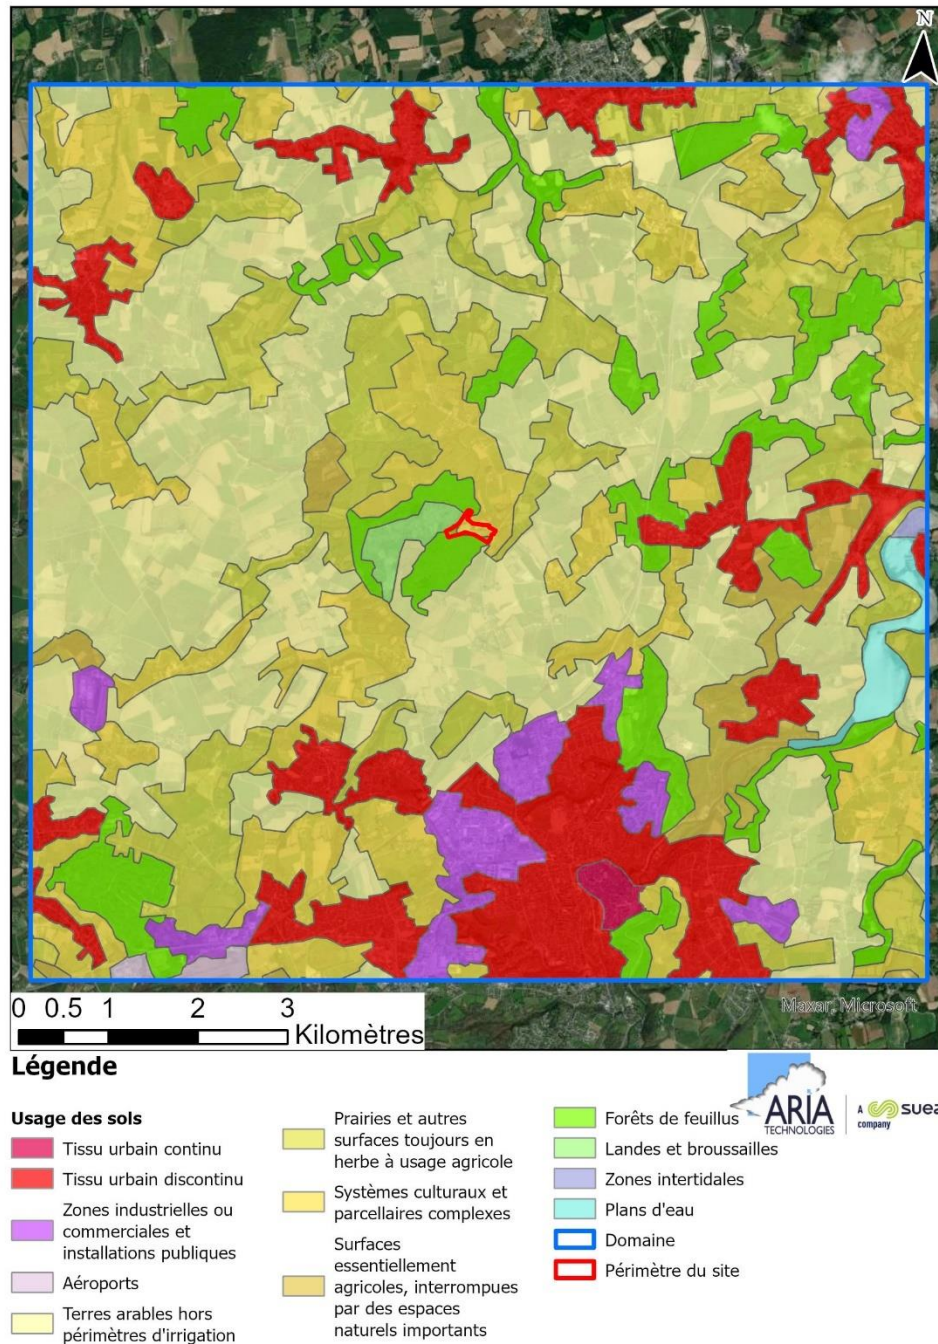 N
Maxar, Microsoft
0 0.5 1 2 3
Kilomètres
Légende
Usage des sols
Tissu urbain continu
Tissu urbain discontinu
Zones industrielles ou
commerciales et
installations publiques
Aéroports
Terres arables hors
périmètres d'irrigation
Prairies et autres
surfaces toujours en
herbe à usage agricole
Systèmes culturaux et
parcellaires complexes
Surfaces
essentiellement
agricoles, interrompues
par des espaces
naturels importants
Forêts de feuillus
Landes et broussailles
Zones intertidales
Plans d'eau
Domaine
Périmètre du site
ARIA
TECHNOLOGIES
A suez
company